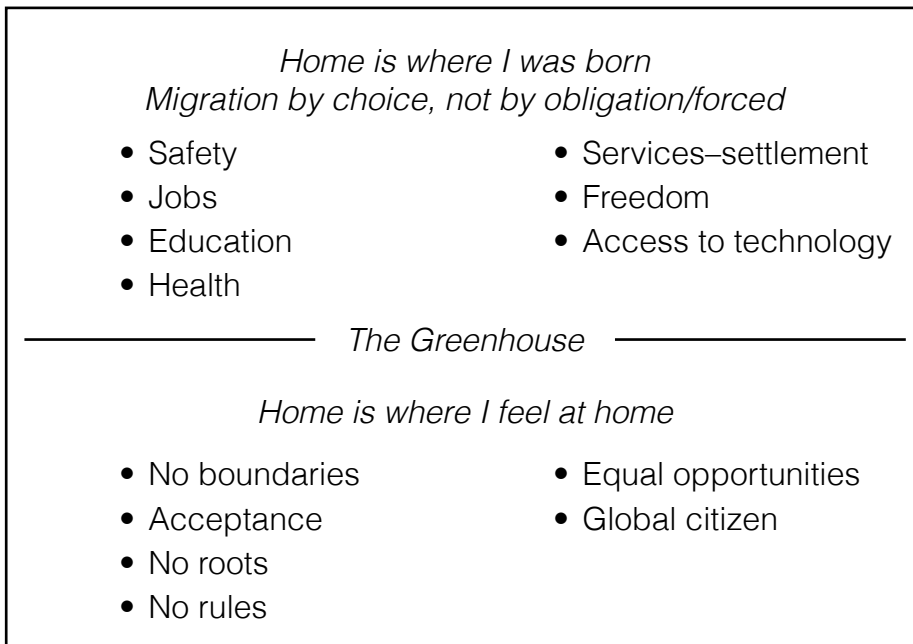 Home is where I was born
Migration by choice, not by obligation/forced
• Safety
• Jobs
• Education
• Health
• Services–settlement
• Freedom
• Access to technology
The Greenhouse
Home is where I feel at home
• No boundaries
• Acceptance
• No roots
• No rules
• Equal opportunities
• Global citizen